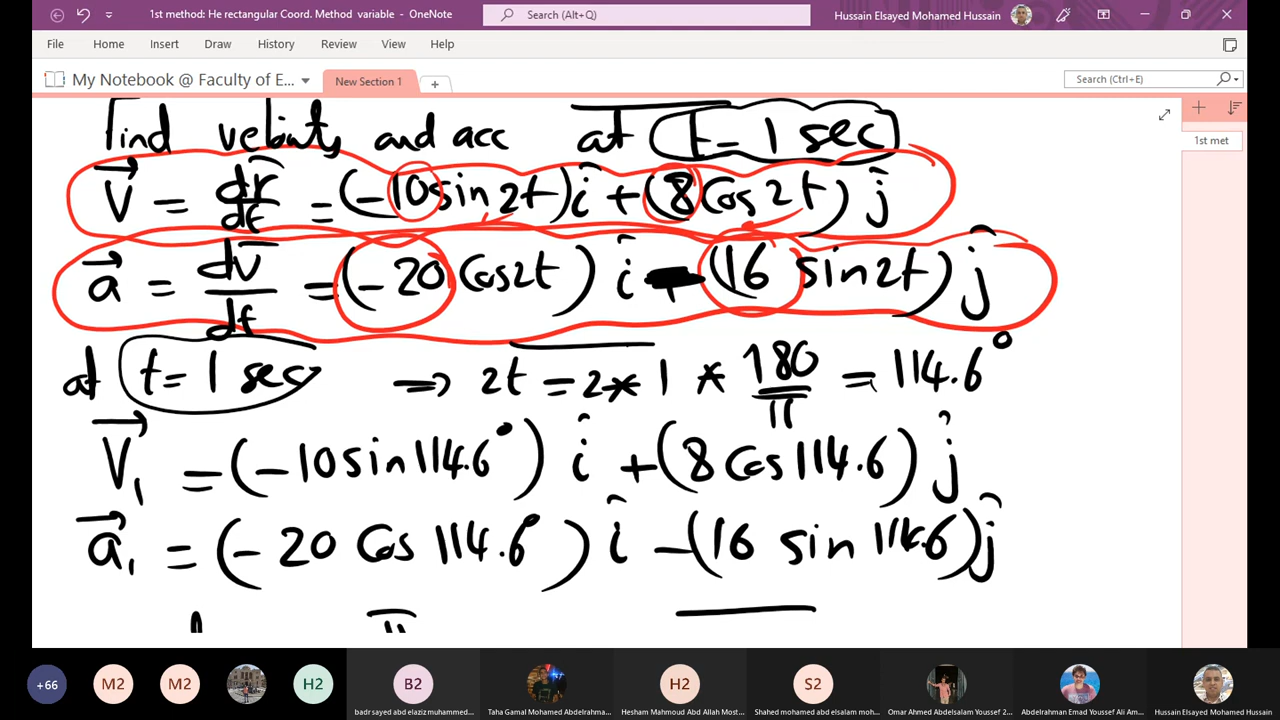 1st method: He rectangular Coord. Method variable - OneNote
Search (Alt+Q)
Hussain Elsayed Mohamed Hussain
File Home Insert Draw History Review View Help
My Notebook @ Faculty of E... New Section 1 +
Search (Ctrl+E)
1st met
Find velocity and acc at t = 1 sec
V = dr/dt = (-10 sin 2t) i + (8 Cos 2t) j
a = dv/dt = (-20 Cos 2t) i - (16 sin 2t) j
at t = 1 sec => 2t = 2 * 1 * 180/π = 114.6°
V₁ = (-10 sin 114.6°) i + (8 Cos 114.6) j
a₁ = (-20 Cos 114.6°) i - (16 sin 114.6) j
+66 M2 M2 H2 B2 H2 S2
badr sayed abd elaziz muhammed... Taha Gamal Mohamed Abdelrahma... Hesham Mahmoud Abd Allah Most... Shahed mohamed abd elsalam moh... Omar Ahmed Abdelsalam Youssef 2... Abdelrahman Emad Youssef Ali Am... Hussain Elsayed Mohamed Hussain